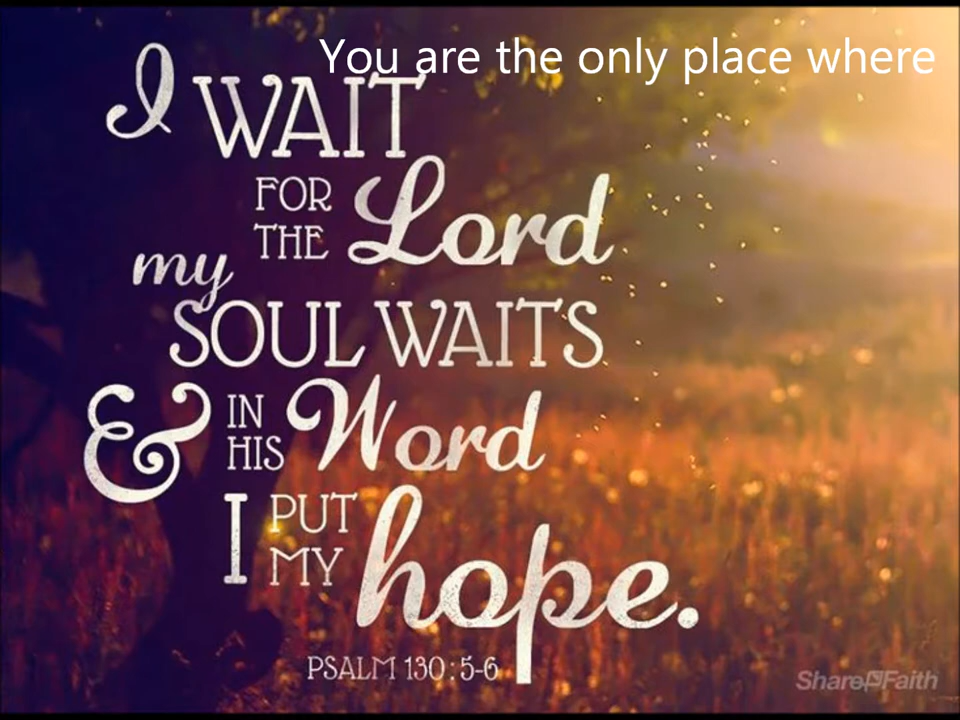 You are the only place where
I WAIT
FOR
THE Lord
my
SOUL WAITS
& IN
HIS Word
I PUT
MY hope.
PSALM 130:5-6
ShareFaith